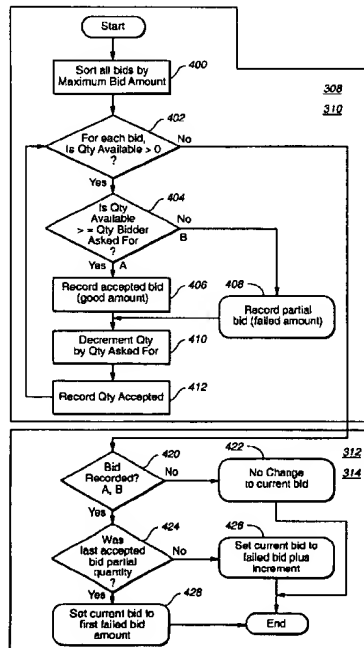 Start
Sort all bids by
Maximum Bid Amount
400
308
310
402
For each bid,
Is Qty Available > 0
?
No
Yes
404
Is Qty
Available
> = Qty Bidder
Asked For
?
No
B
Yes
A
406
Record accepted bid
(good amount)
408
Record partial
bid (failed amount)
Decrement Qty
by Qty Asked For
410
Record Qty Accepted
412
420
Bid
Recorded?
A, B
No
Yes
422
No Change
to current bid
312
314
424
Was
last accepted
bid partial
quantity
?
No
Yes
426
Set current bid to
failed bid plus
increment
428
Set current bid to
first failed bid
amount
End